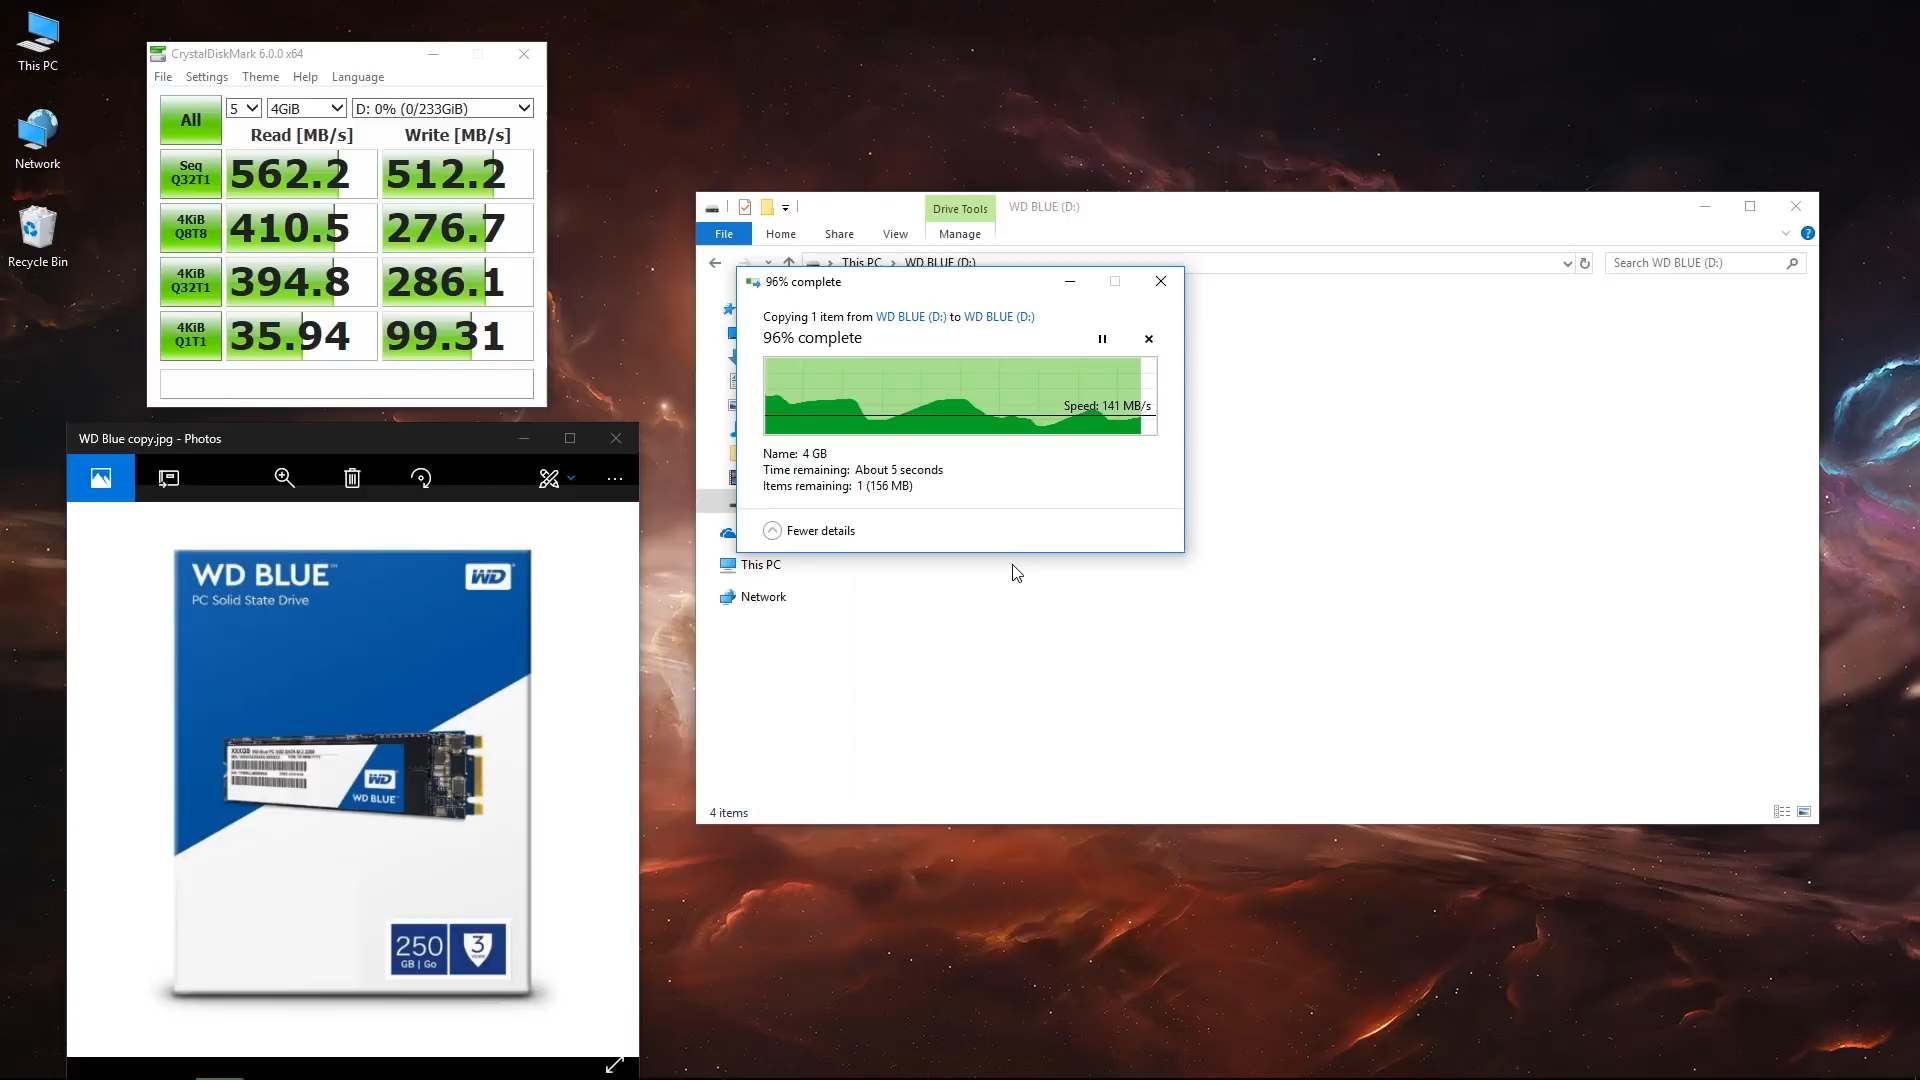 This PC
Network
Recycle Bin
CrystalDiskMark 6.0.0 x64
File Settings Theme Help Language
All
5 4GiB D: 0% (0/233GiB)
Read [MB/s] Write [MB/s]
Seq
Q32T1
562.2 512.2
4KiB
Q8T8
410.5 276.7
4KiB
Q32T1
394.8 286.1
4KiB
Q1T1
35.94 99.31
WD Blue copy.jpg - Photos
WD BLUE™
PC Solid State Drive
WD
XXXGB
WD
WD BLUE™
250
GB | Go
3
Drive Tools WD BLUE (D:)
File Home Share View Manage
This PC WD BLUE (D:)
Search WD BLUE (D:)
96% complete
Copying 1 item from WD BLUE (D:) to WD BLUE (D:)
96% complete
Speed: 141 MB/s
Name: 4 GB
Time remaining: About 5 seconds
Items remaining: 1 (156 MB)
Fewer details
This PC
Network
4 items